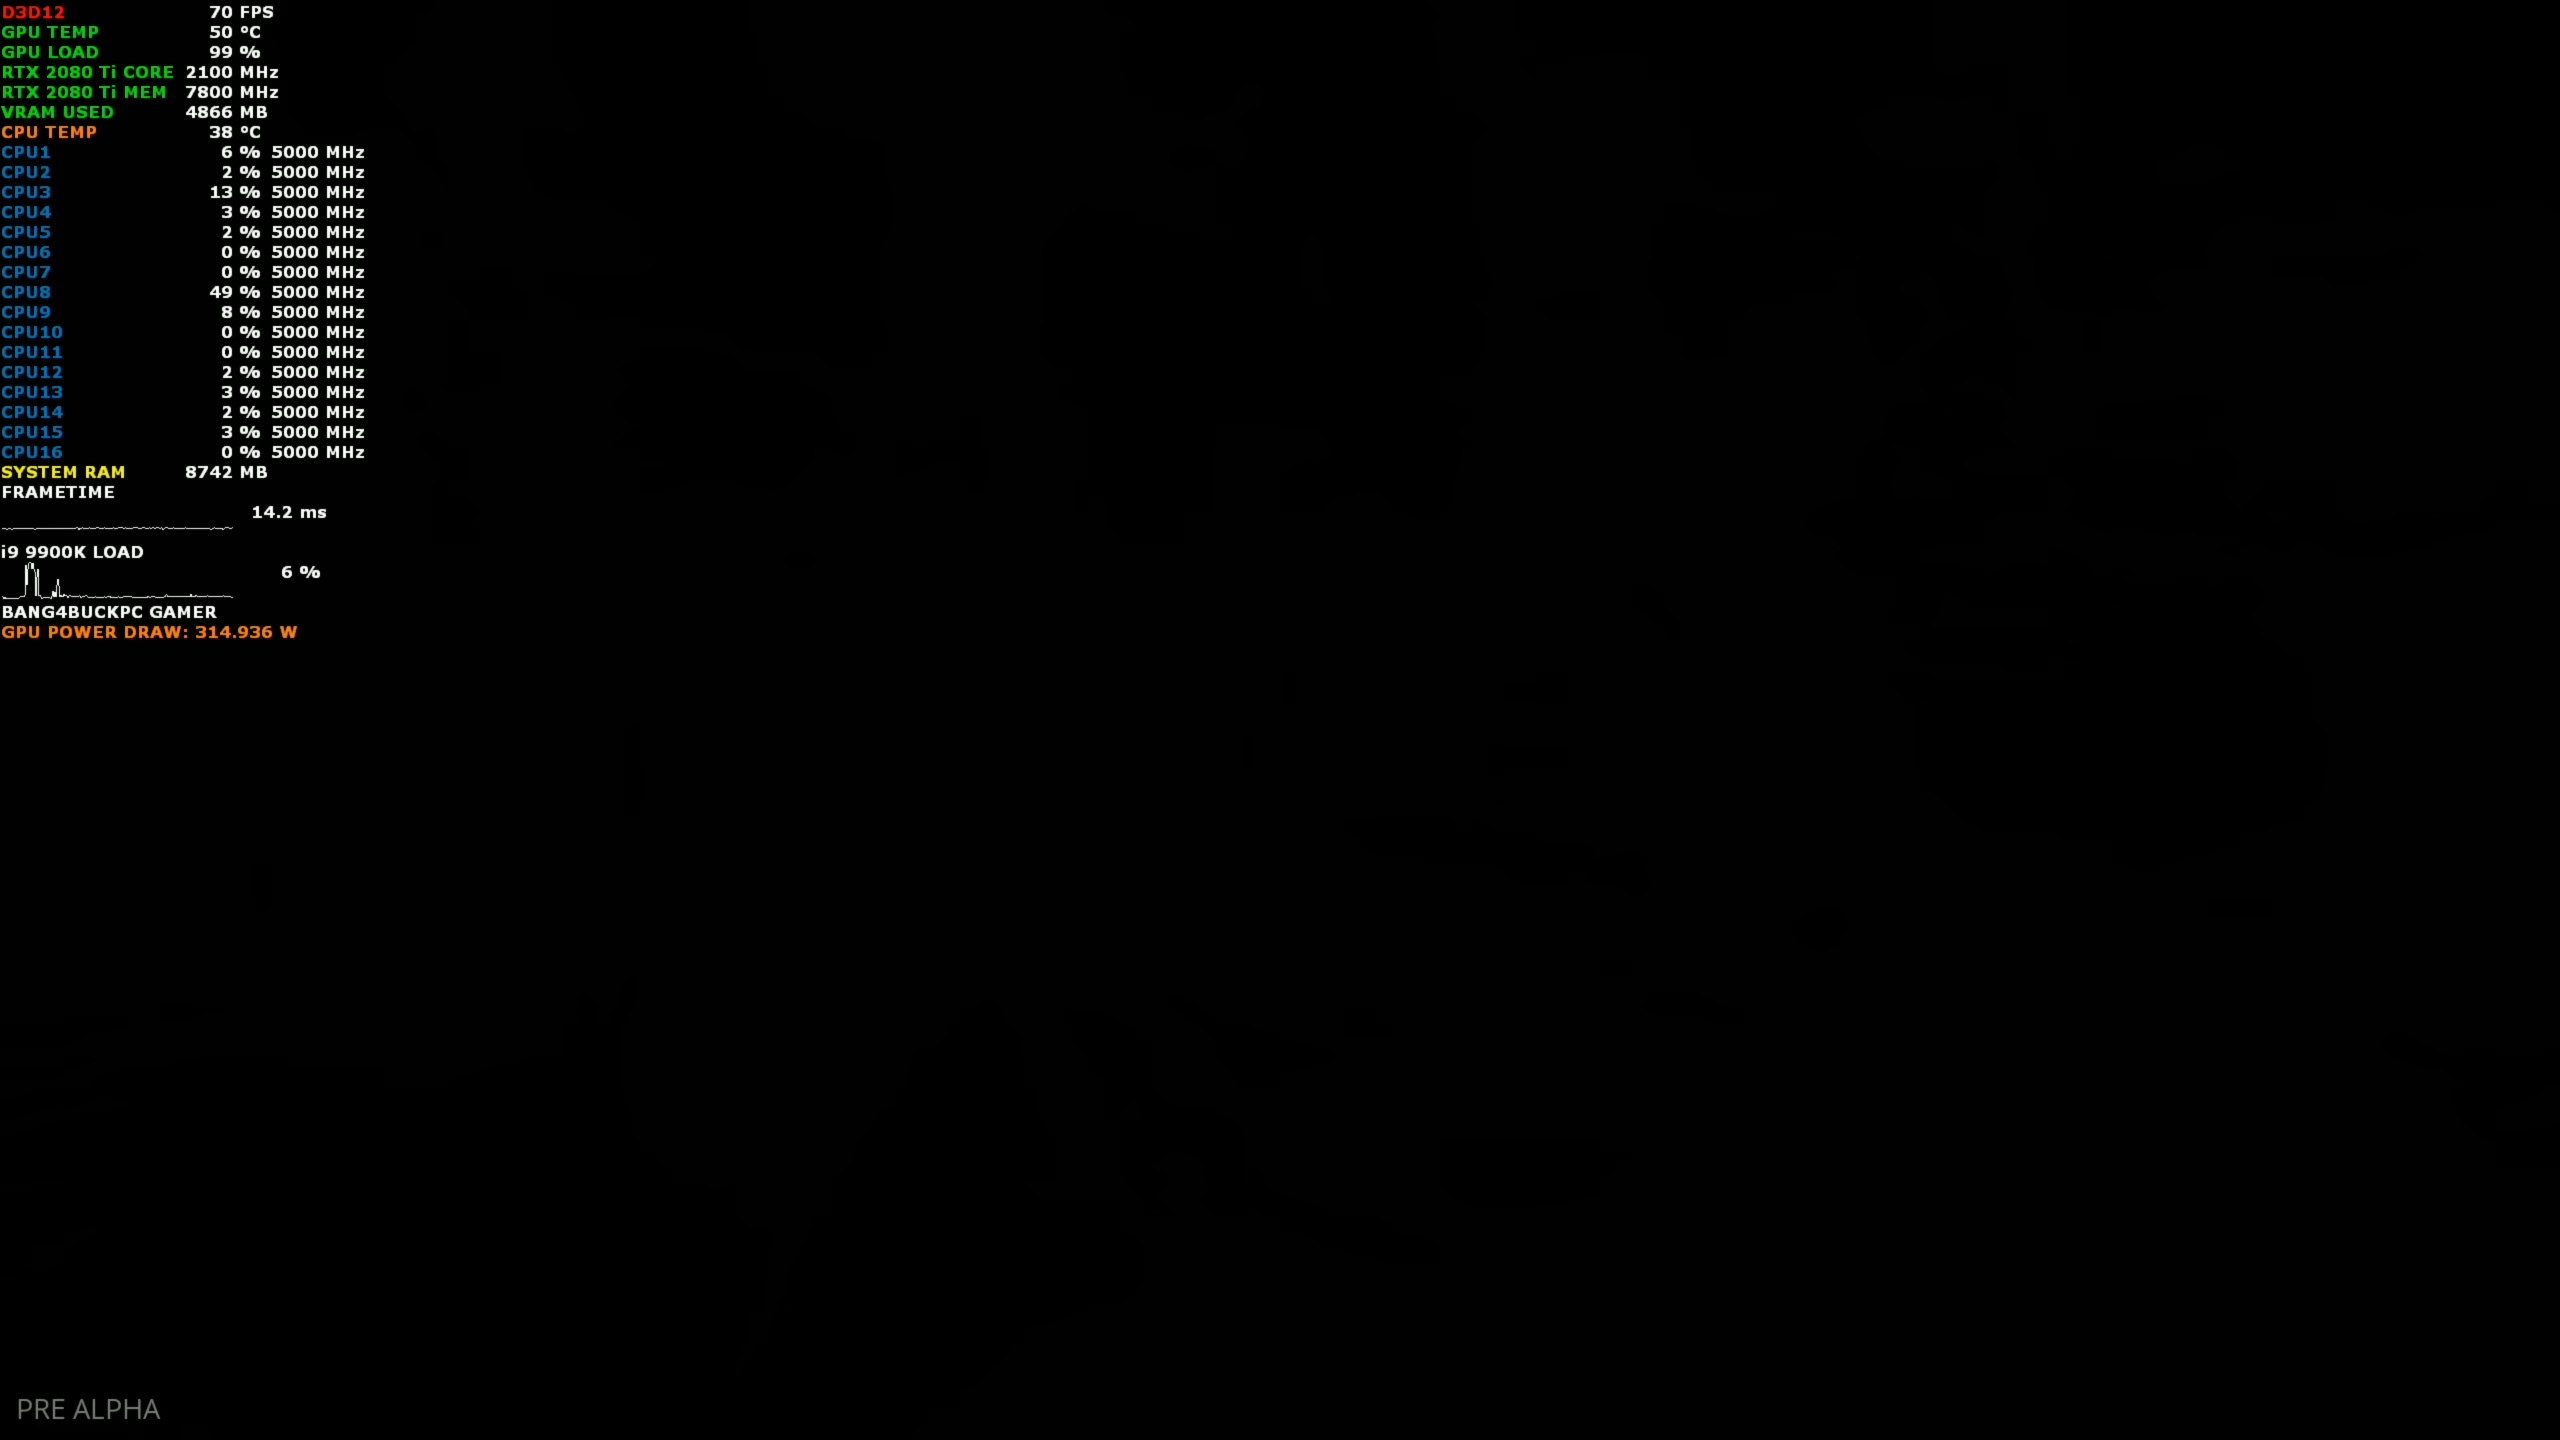 D3D12 70 FPS
GPU TEMP 50 °C
GPU LOAD 99 %
RTX 2080 Ti CORE 2100 MHz
RTX 2080 Ti MEM 7800 MHz
VRAM USED 4866 MB
CPU TEMP 38 °C
CPU1 6 % 5000 MHz
CPU2 2 % 5000 MHz
CPU3 13 % 5000 MHz
CPU4 3 % 5000 MHz
CPU5 2 % 5000 MHz
CPU6 0 % 5000 MHz
CPU7 0 % 5000 MHz
CPU8 49 % 5000 MHz
CPU9 8 % 5000 MHz
CPU10 0 % 5000 MHz
CPU11 0 % 5000 MHz
CPU12 2 % 5000 MHz
CPU13 3 % 5000 MHz
CPU14 2 % 5000 MHz
CPU15 3 % 5000 MHz
CPU16 0 % 5000 MHz
SYSTEM RAM 8742 MB
FRAMETIME
14.2 ms
i9 9900K LOAD
6 %
BANG4BUCKPC GAMER
GPU POWER DRAW: 314.936 W
PRE ALPHA